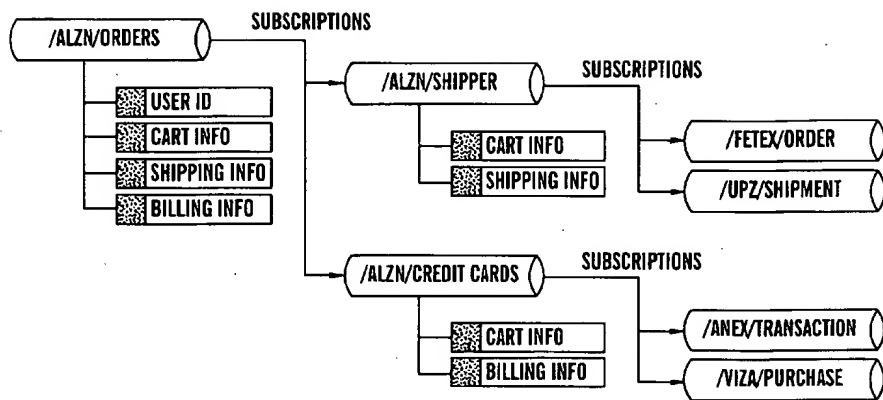 SUBSCRIPTIONS
/ALZN/ORDERS
USER ID
CART INFO
SHIPPING INFO
BILLING INFO
SUBSCRIPTIONS
/ALZN/SHIPPER
CART INFO
SHIPPING INFO
/FETEX/ORDER
/UPZ/SHIPMENT
SUBSCRIPTIONS
/ALZN/CREDIT CARDS
CART INFO
BILLING INFO
/ANEX/TRANSACTION
/VIZA/PURCHASE